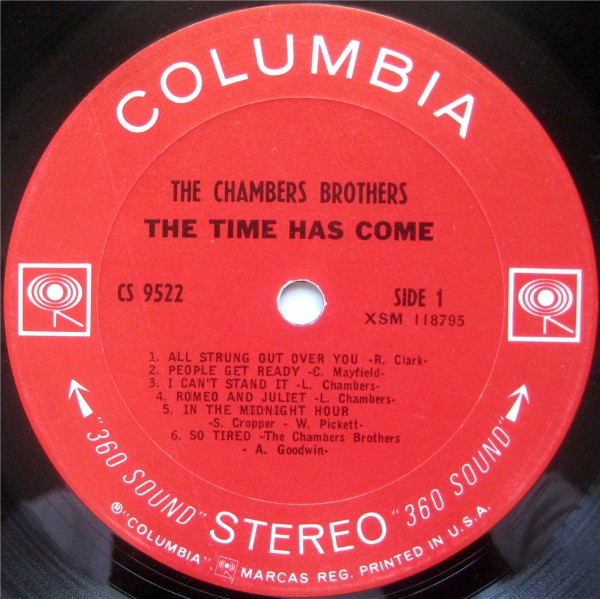 COLUMBIA
THE CHAMBERS BROTHERS
THE TIME HAS COME
CS 9522
SIDE 1
XSM 118795
1. ALL STRUNG OUT OVER YOU -R. Clark-
2. PEOPLE GET READY -C. Mayfield-
3. I CAN'T STAND IT -L. Chambers-
4. ROMEO AND JULIET -L. Chambers-
5. IN THE MIDNIGHT HOUR
-S. Cropper - W. Pickett-
6. SO TIRED -The Chambers Brothers
- A. Goodwin-
"360 SOUND" STEREO "360 SOUND"
®"COLUMBIA", MARCAS REG. PRINTED IN U.S.A.